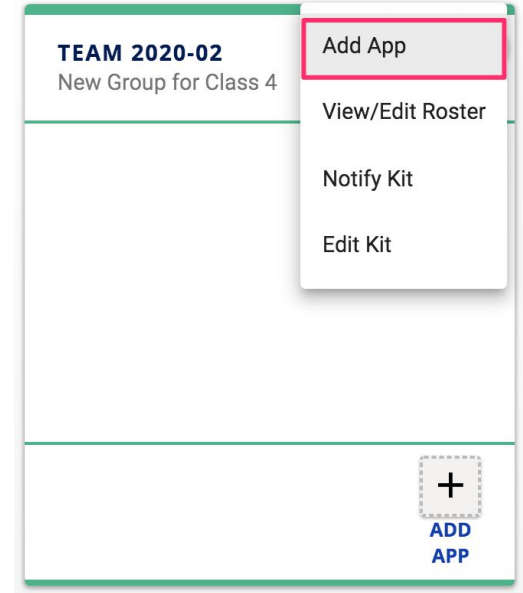 TEAM 2020-02
New Group for Class 4
Add App
View/Edit Roster
Notify Kit
Edit Kit
+
ADD
APP